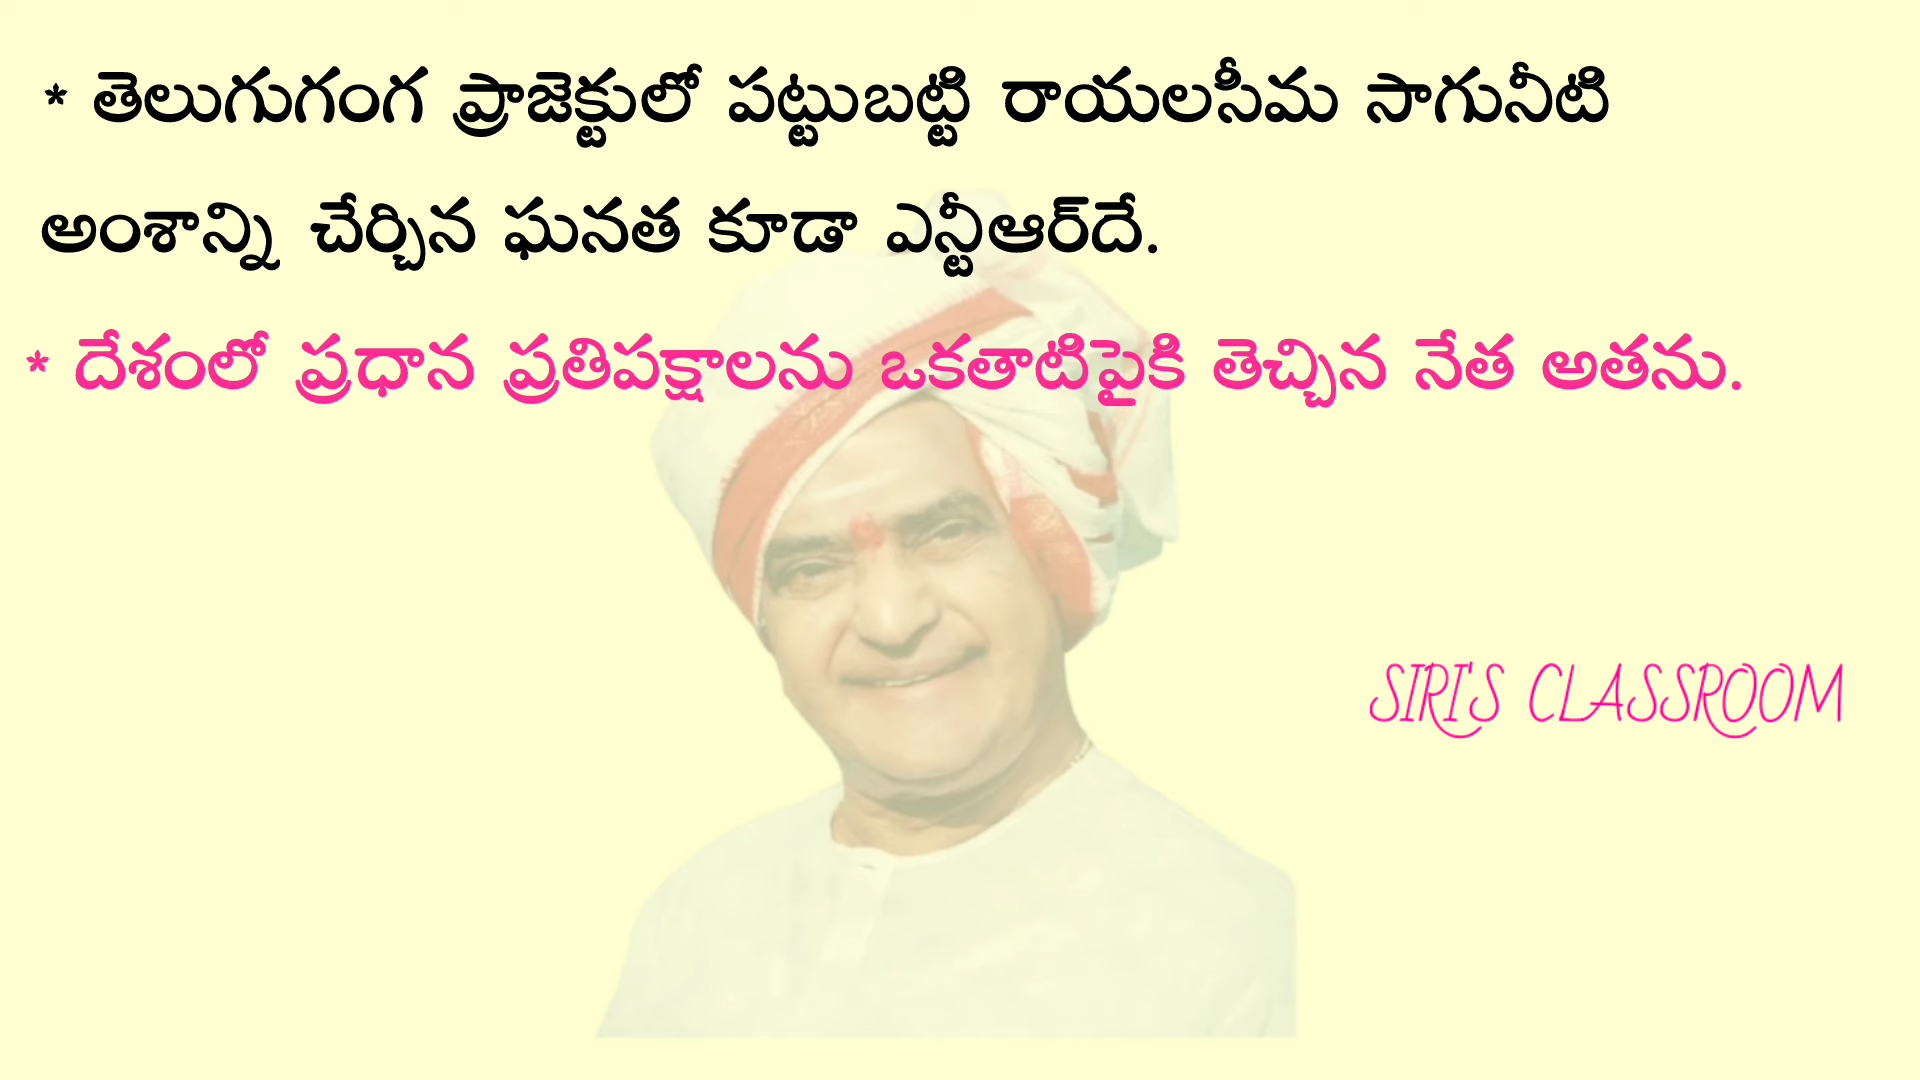 * తెలుగుగంగ ప్రాజెక్టులో పట్టుబట్టి రాయలసీమ సాగునీటి
అంశాన్ని చేర్చిన ఘనత కూడా ఎన్టీఆర్‌దే.
* దేశంలో ప్రధాన ప్రతిపక్షాలను ఒకతాటిపైకి తెచ్చిన నేత అతను.
SIRI'S CLASSROOM